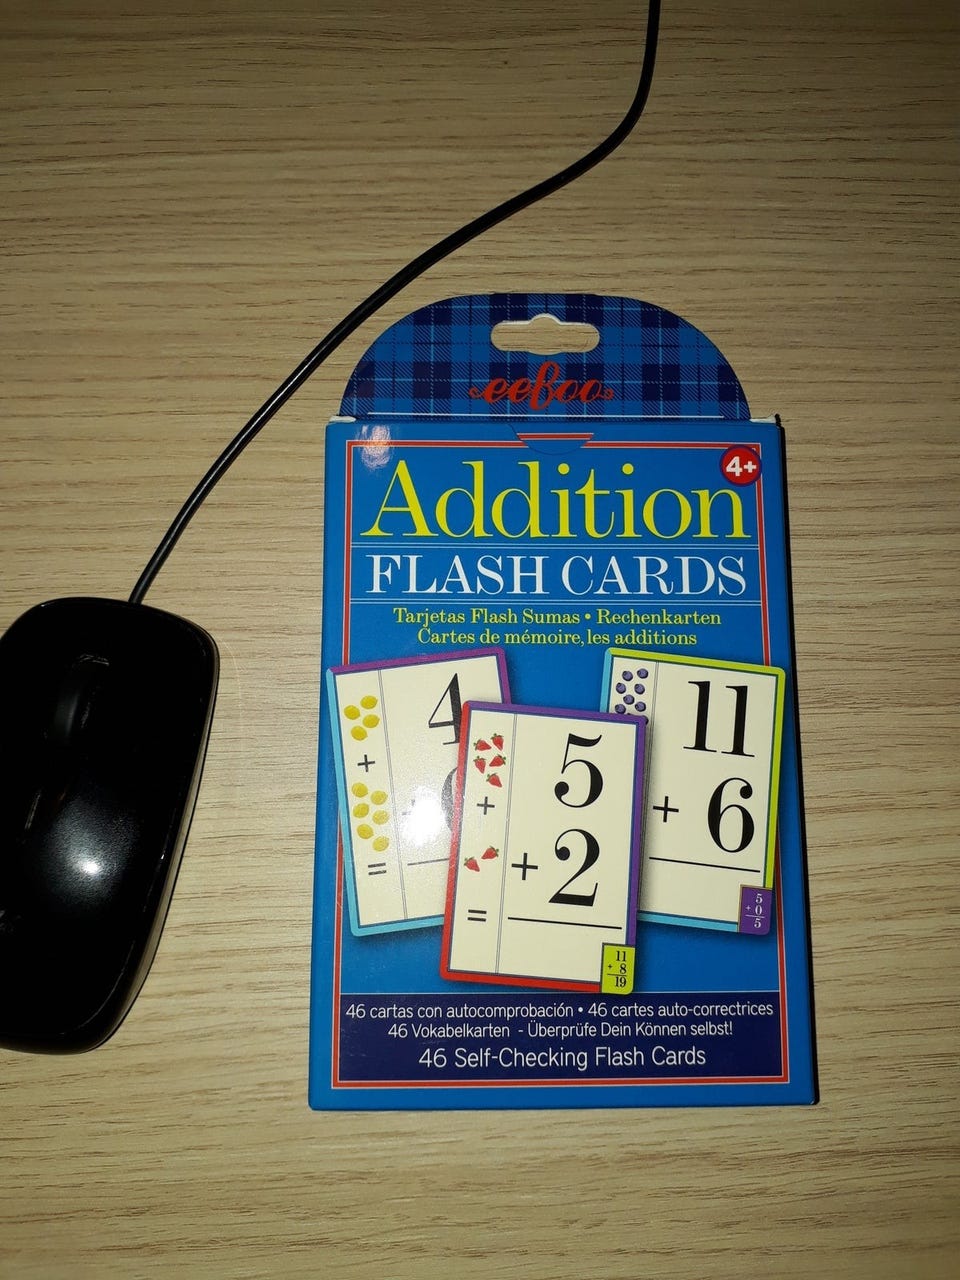 eeboo
4+
Addition
FLASH CARDS
Tarjetas Flash Sumas • Rechenkarten
Cartes de mémoire, les additions
4
+
+
=
5
+
+ 2
=
11
+ 8
19
11
+ 6
5
+ 0
5
46 cartas con autocomprobación • 46 cartes auto-correctrices
46 Vokabelkarten - Überprüfe Dein Können selbst!
46 Self-Checking Flash Cards